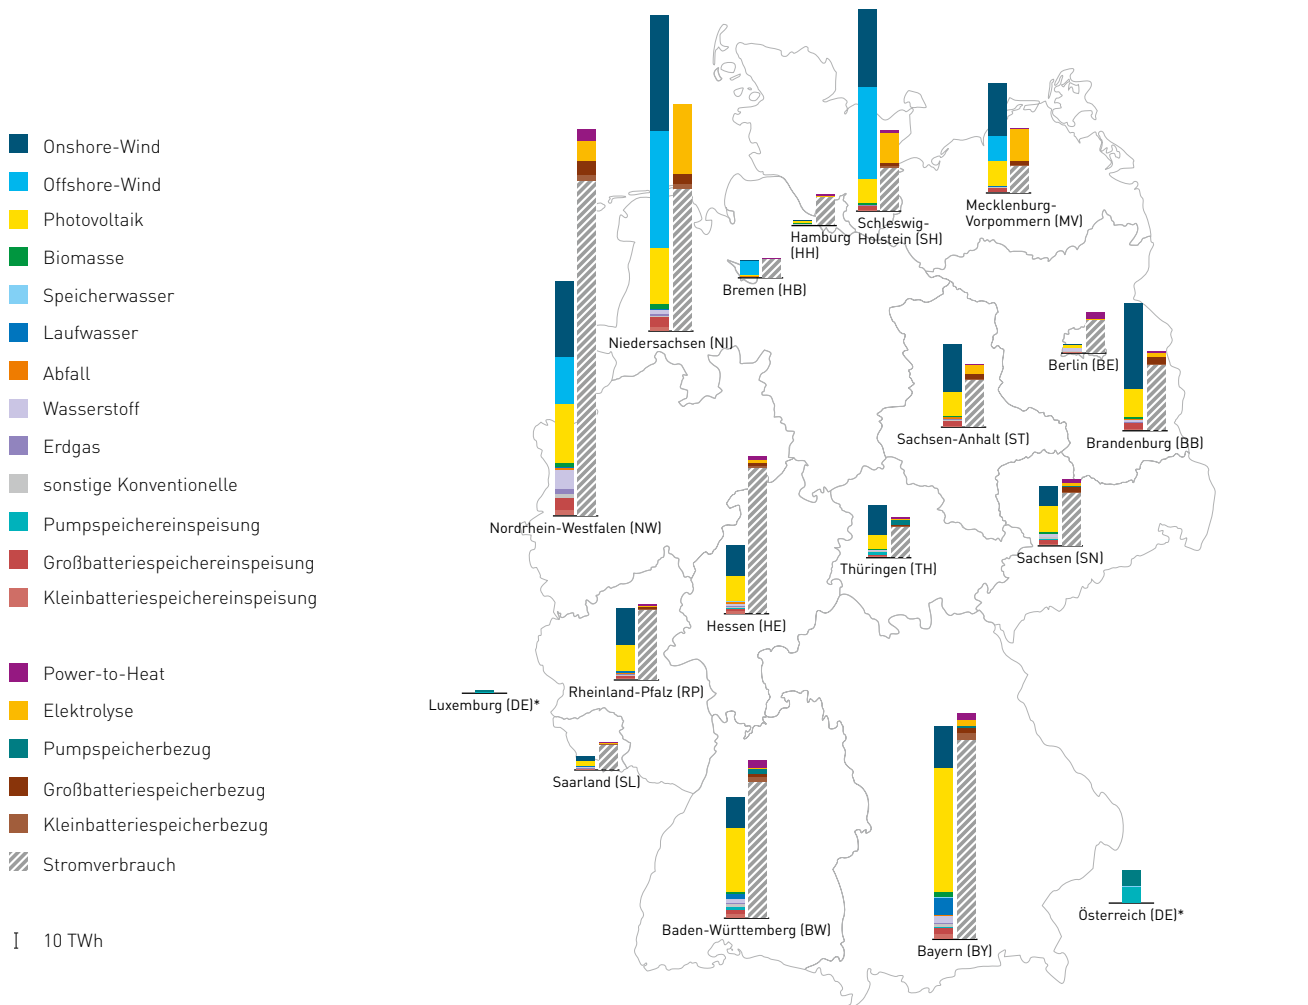 Onshore-Wind
Offshore-Wind
Photovoltaik
Biomasse
Speicherwasser
Laufwasser
Abfall
Wasserstoff
Erdgas
sonstige Konventionelle
Pumpspeichereinspeisung
Großbatteriespeichereinspeisung
Kleinbatteriespeichereinspeisung
Power-to-Heat
Elektrolyse
Pumpspeicherbezug
Großbatteriespeicherbezug
Kleinbatteriespeicherbezug
Stromverbrauch
10 TWh
Mecklenburg-
Vorpommern (MV)
Schleswig-
Holstein (SH)
Hamburg
(HH)
Bremen (HB)
Niedersachsen (NI)
Berlin (BE)
Sachsen-Anhalt (ST)
Brandenburg (BB)
Nordrhein-Westfalen (NW)
Sachsen (SN)
Thüringen (TH)
Hessen (HE)
Rheinland-Pfalz (RP)
Luxemburg (DE)*
Saarland (SL)
Österreich (DE)*
Baden-Württemberg (BW)
Bayern (BY)